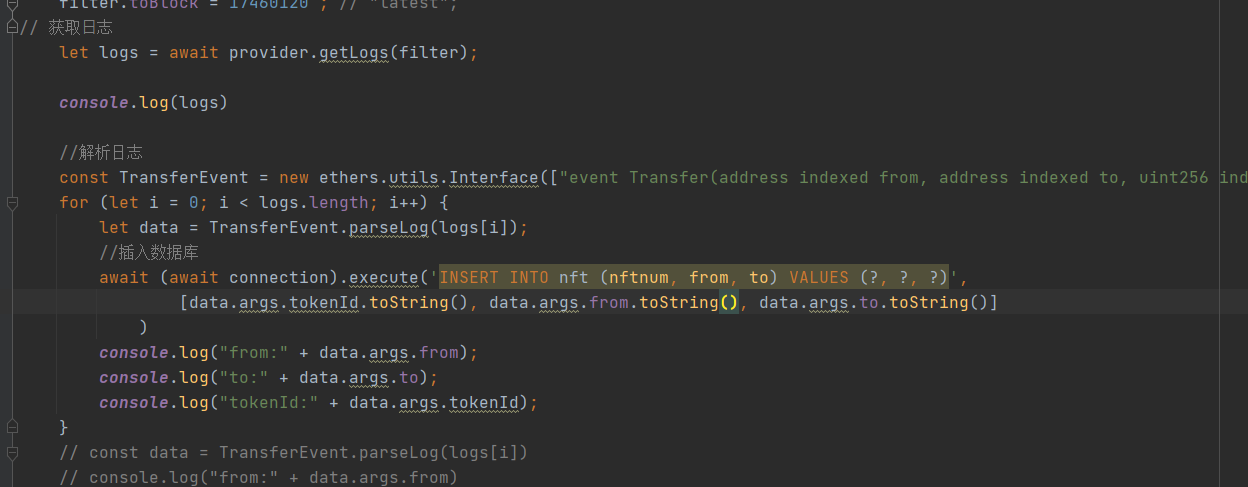 filter.toBlock = 17460120 ; // "latest";
// 获取日志
let logs = await provider.getLogs(filter);
console.log(logs)
//解析日志
const TransferEvent = new ethers.utils.Interface(["event Transfer(address indexed from, address indexed to, uint256 ind
for (let i = 0; i < logs.length; i++) {
let data = TransferEvent.parseLog(logs[i]);
//插入数据库
await (await connection).execute('INSERT INTO nft (nftnum, from, to) VALUES (?, ?, ?)',
[data.args.tokenId.toString(), data.args.from.toString(), data.args.to.toString()]
)
console.log("from:" + data.args.from);
console.log("to:" + data.args.to);
console.log("tokenId:" + data.args.tokenId);
}
// const data = TransferEvent.parseLog(logs[i])
// console.log("from:" + data.args.from)